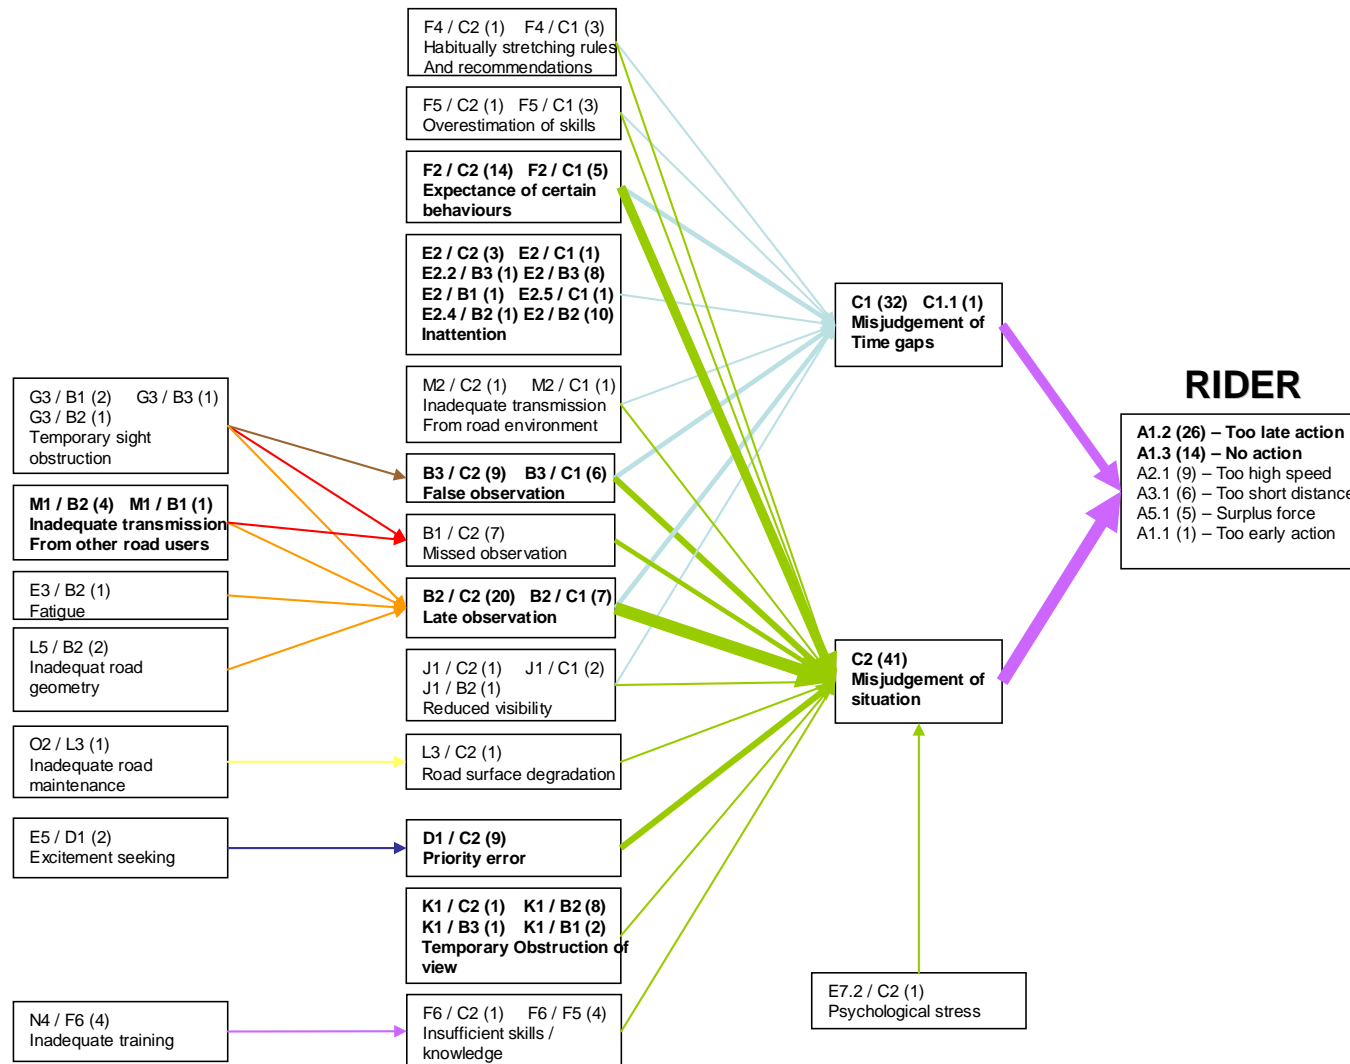 F4 / C2 (1) F4 / C1 (3)
Habitually stretching rules
And recommendations
F5 / C2 (1) F5 / C1 (3)
Overestimation of skills
F2 / C2 (14) F2 / C1 (5)
Expectance of certain
behaviours
E2 / C2 (3) E2 / C1 (1)
E2.2 / B3 (1) E2 / B3 (8)
E2 / B1 (1) E2.5 / C1 (1)
E2.4 / B2 (1) E2 / B2 (10)
Inattention
M2 / C2 (1) M2 / C1 (1)
Inadequate transmission
From road environment
B3 / C2 (9) B3 / C1 (6)
False observation
B1 / C2 (7)
Missed observation
B2 / C2 (20) B2 / C1 (7)
Late observation
J1 / C2 (1) J1 / C1 (2)
J1 / B2 (1)
Reduced visibility
L3 / C2 (1)
Road surface degradation
D1 / C2 (9)
Priority error
K1 / C2 (1) K1 / B2 (8)
K1 / B3 (1) K1 / B1 (2)
Temporary Obstruction of
view
F6 / C2 (1) F6 / F5 (4)
Insufficient skills /
knowledge
G3 / B1 (2) G3 / B3 (1)
G3 / B2 (1)
Temporary sight
obstruction
M1 / B2 (4) M1 / B1 (1)
Inadequate transmission
From other road users
E3 / B2 (1)
Fatigue
L5 / B2 (2)
Inadequat road
geometry
O2 / L3 (1)
Inadequate road
maintenance
E5 / D1 (2)
Excitement seeking
N4 / F6 (4)
Inadequate training
C1 (32) C1.1 (1)
Misjudgement of
Time gaps
C2 (41)
Misjudgement of
situation
E7.2 / C2 (1)
Psychological stress
RIDER
A1.2 (26) – Too late action
A1.3 (14) – No action
A2.1 (9) – Too high speed
A3.1 (6) – Too short distance
A5.1 (5) – Surplus force
A1.1 (1) – Too early action